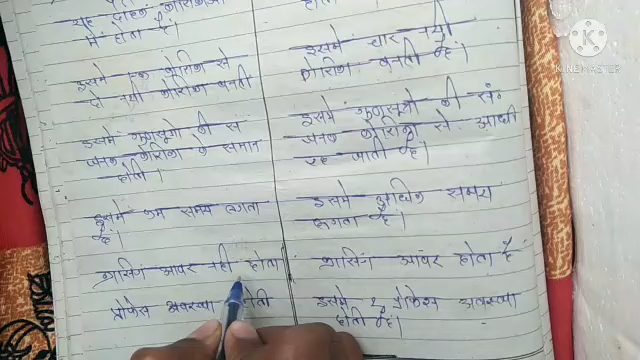 में होता है।
इसमें एक कोशिका से
दो नयी कोशिका बनती
इसमें गुणसूत्रो की सं
जनक कोशिका के समान
होती।
इसमे कम समय लगता
है।
क्रासिंग ओवर नही होता
प्रोफेस अवस्था ती
इसमे चार नयी
कोशिका बनती है।
इसमें गुणसूत्रो की सं०
जनक कोशिका से आधी
रह जाती है।
इसमे अधिक समय
लगता है।
क्रासिंग ओवर होता है
इसमे प्रोफेस अवस्था
होती है।
KINEMASTER